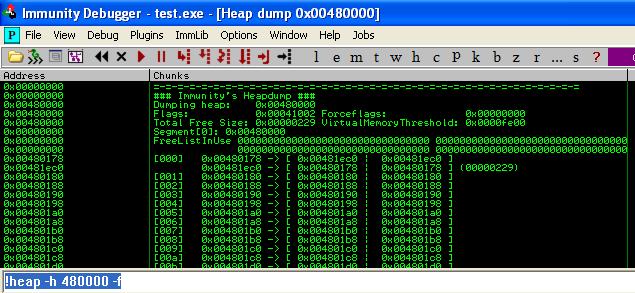 Immunity Debugger - test.exe - [Heap dump 0x00480000]
P File View Debug Plugins ImmLib Options Window Help Jobs
l e m t w h c p k b z r ... s ?
Address Chunks
0x00000000 =-=-=-=-=-=-=-=-=-=-=-=-=-=-=-=-=-=-=-=-=-=-=-=-=-=-=-=-=-=-=-
0x00000000 ### Immunity's Heapdump ###
0x00480000 Dumping heap: 0x00480000
0x00480000 Flags: 0x00041002 Forceflags: 0x00000000
0x00480000 Total Free Size: 0x00000229 VirtualMemoryThreshold: 0x0000fe00
0x00480000 Segment[0]: 0x00480000
0x00000000 FreeListInUse 00000000000000000000000000000000 00000000000000000000000000
0x00000000 00000000000000000000000000000000 00000000000000000000000000
0x00480178 [000] 0x00480178 -> [ 0x00481ec0 | 0x00481ec0 ]
0x00481ec0 0x00481ec0 -> [ 0x00480178 | 0x00480178 ] (00000229)
0x00480180 [001] 0x00480180 -> [ 0x00480180 | 0x00480180 ]
0x00480188 [002] 0x00480188 -> [ 0x00480188 | 0x00480188 ]
0x00480190 [003] 0x00480190 -> [ 0x00480190 | 0x00480190 ]
0x00480198 [004] 0x00480198 -> [ 0x00480198 | 0x00480198 ]
0x004801a0 [005] 0x004801a0 -> [ 0x004801a0 | 0x004801a0 ]
0x004801a8 [006] 0x004801a8 -> [ 0x004801a8 | 0x004801a8 ]
0x004801b0 [007] 0x004801b0 -> [ 0x004801b0 | 0x004801b0 ]
0x004801b8 [008] 0x004801b8 -> [ 0x004801b8 | 0x004801b8 ]
0x004801c0 [009] 0x004801c0 -> [ 0x004801c0 | 0x004801c0 ]
0x004801c8 [00a] 0x004801c8 -> [ 0x004801c8 | 0x004801c8 ]
0x004801d0 [00b] 0x004801d0 -> [ 0x004801d0 | 0x004801d0 ]
!heap -h 480000 -f